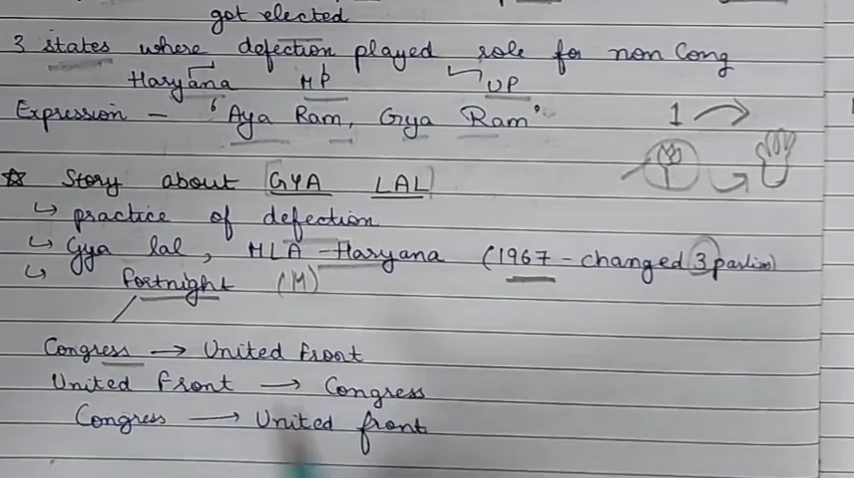 got elected
3 states where defection played role for non Cong
Haryana MP UP
Expression - 'Aya Ram, Gya Ram'
1
☆ Story about GYA LAL
↳ practice of defection
↳ Gya lal, MLA - Haryana (1967 - changed 3
↳ fortnight (M)
Congress → United Front
United Front → Congress
Congress → United front